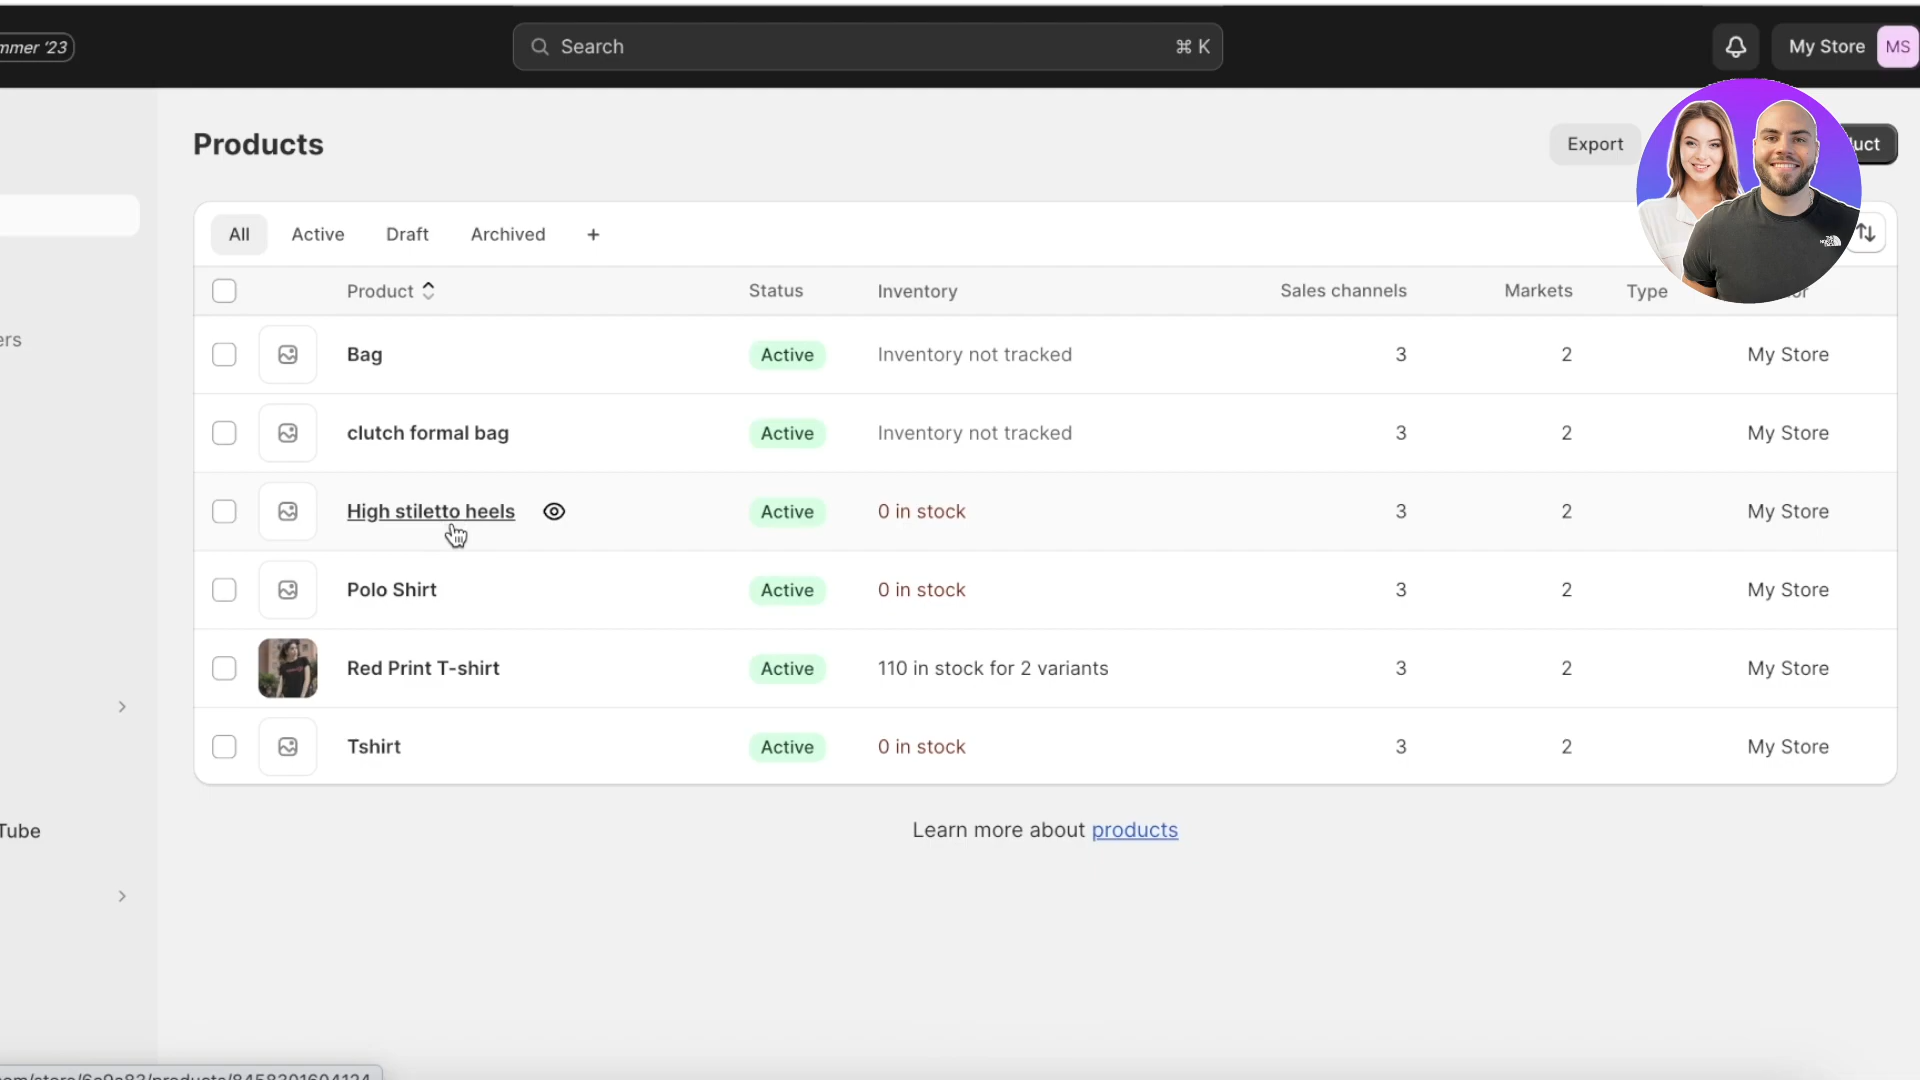 mmer '23
Search
⌘ K
My Store
MS
Products
Export
uct
All
Active
Draft
Archived
+
Product
Status
Inventory
Sales channels
Markets
Type
or
Bag
Active
Inventory not tracked
3
2
My Store
clutch formal bag
Active
Inventory not tracked
3
2
My Store
High stiletto heels
Active
0 in stock
3
2
My Store
Polo Shirt
Active
0 in stock
3
2
My Store
Red Print T-shirt
Active
110 in stock for 2 variants
3
2
My Store
Tshirt
Active
0 in stock
3
2
My Store
Learn more about products
ers
Tube